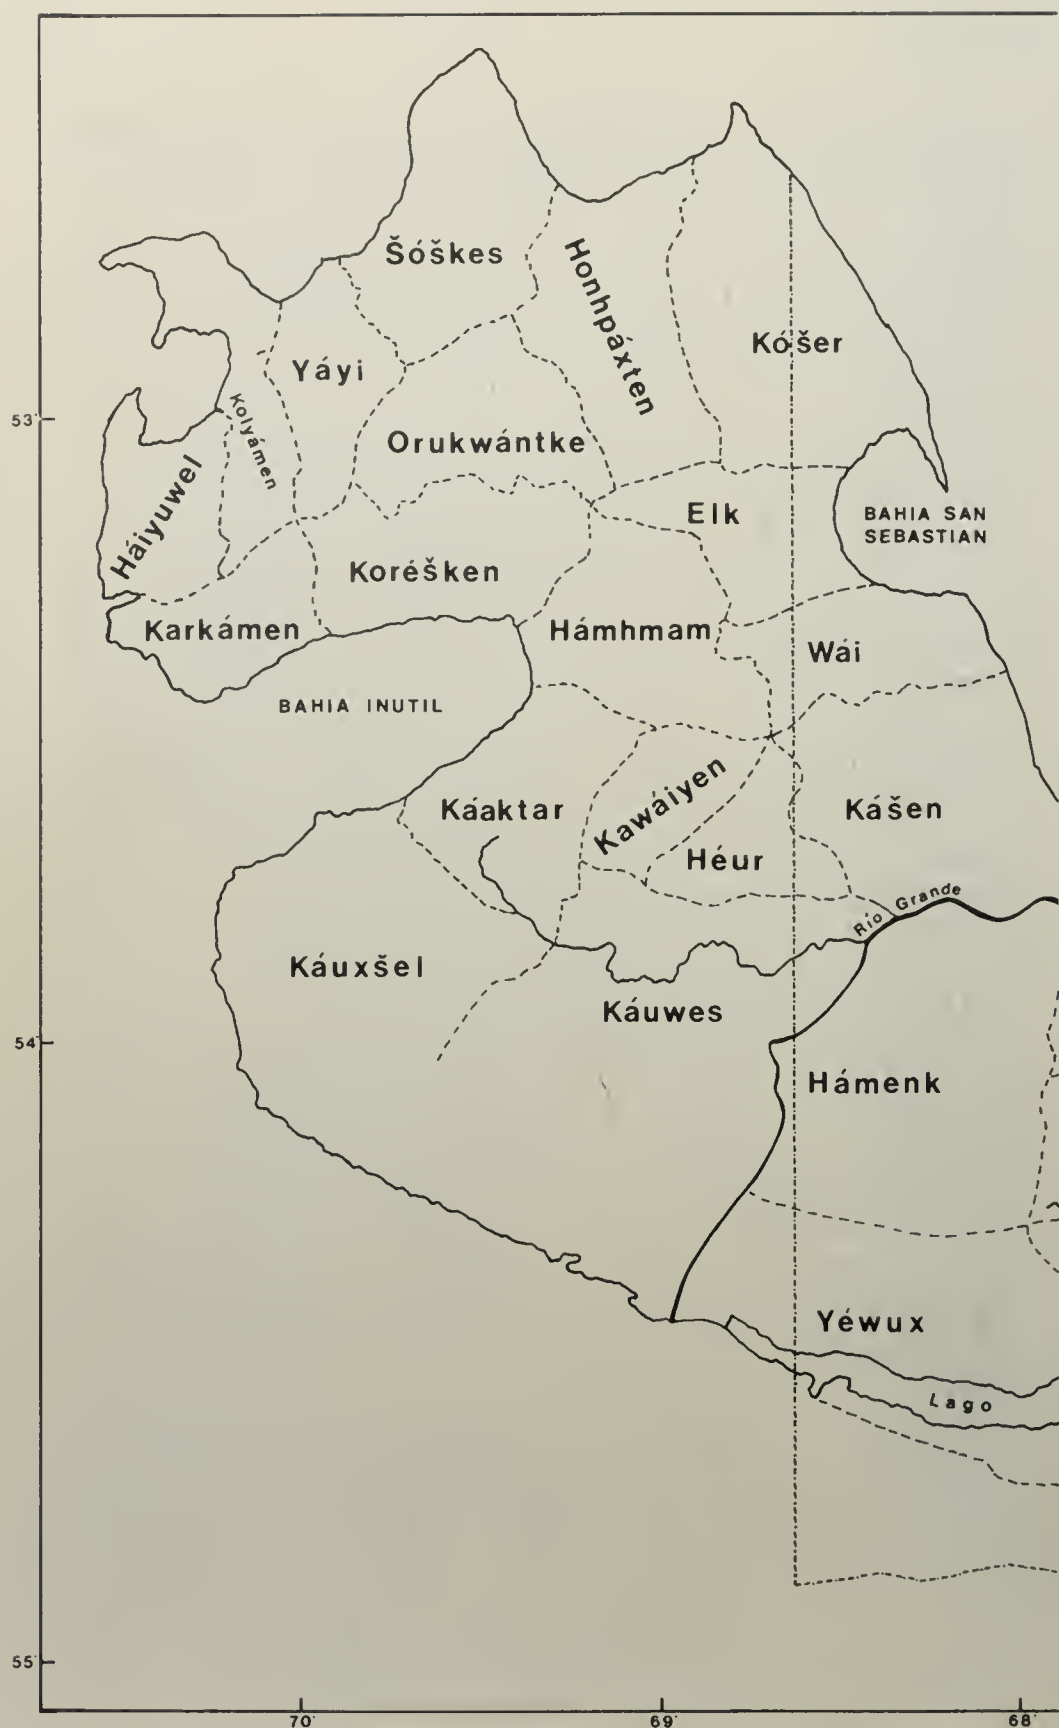 Šóškes
Honhpáxten
Kóšer
Yáyi
Kolyámen
53°
Orukwántke
Háiyuwel
Elk
BAHIA SAN
SEBASTIAN
Koréšken
Karkámen
Hámhmam
Wái
BAHIA INUTIL
Káaktar
Kawáiyen
Kášen
Héur
Río Grande
Káuxšel
Káuwes
54°
Hámenk
Yéwux
Lago
55°
70°
69°
68°